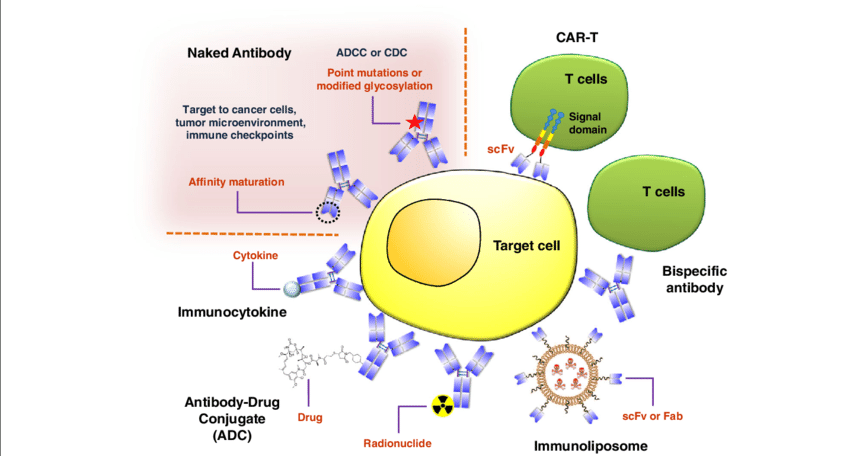 Naked Antibody
ADCC or CDC
Point mutations or
modified glycosylation
Target to cancer cells,
tumor microenvironment,
immune checkpoints
Affinity maturation
CAR-T
T cells
Signal
domain
scFv
T cells
Target cell
Bispecific
antibody
Cytokine
Immunocytokine
Antibody-Drug
Conjugate
(ADC)
Drug
Radionuclide
scFv or Fab
Immunoliposome